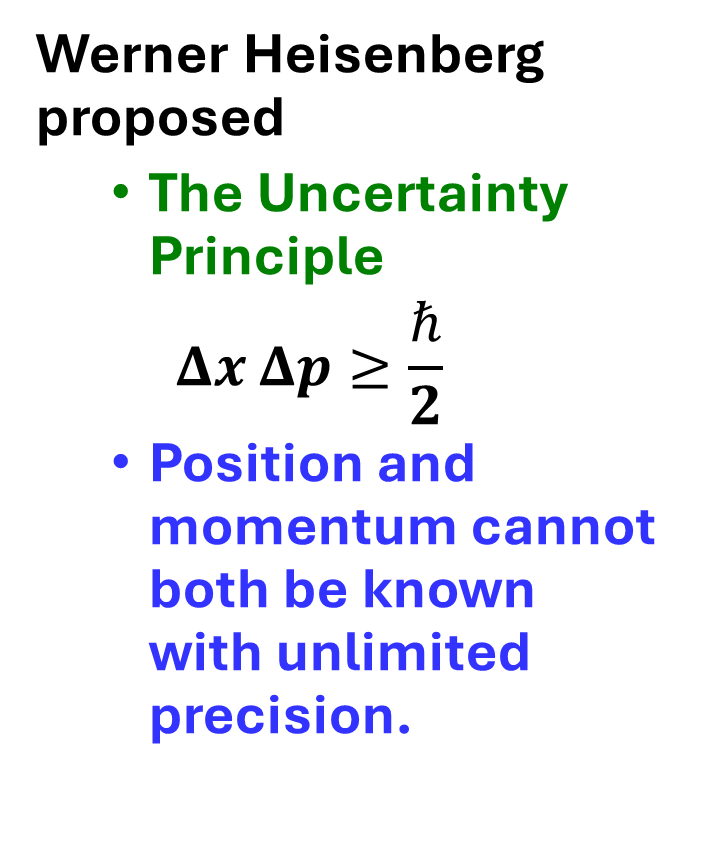 Werner Heisenberg
proposed
• The Uncertainty
Principle
Δx Δp ≥ ℏ/2
• Position and
momentum cannot
both be known
with unlimited
precision.